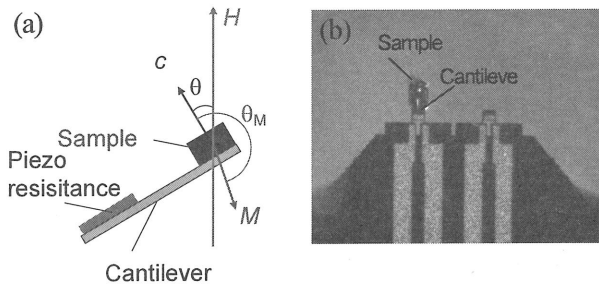 (a)
H
c
θ
θM
Sample
Piezo
resisitance
M
Cantilever
(b)
Sample
Cantileve